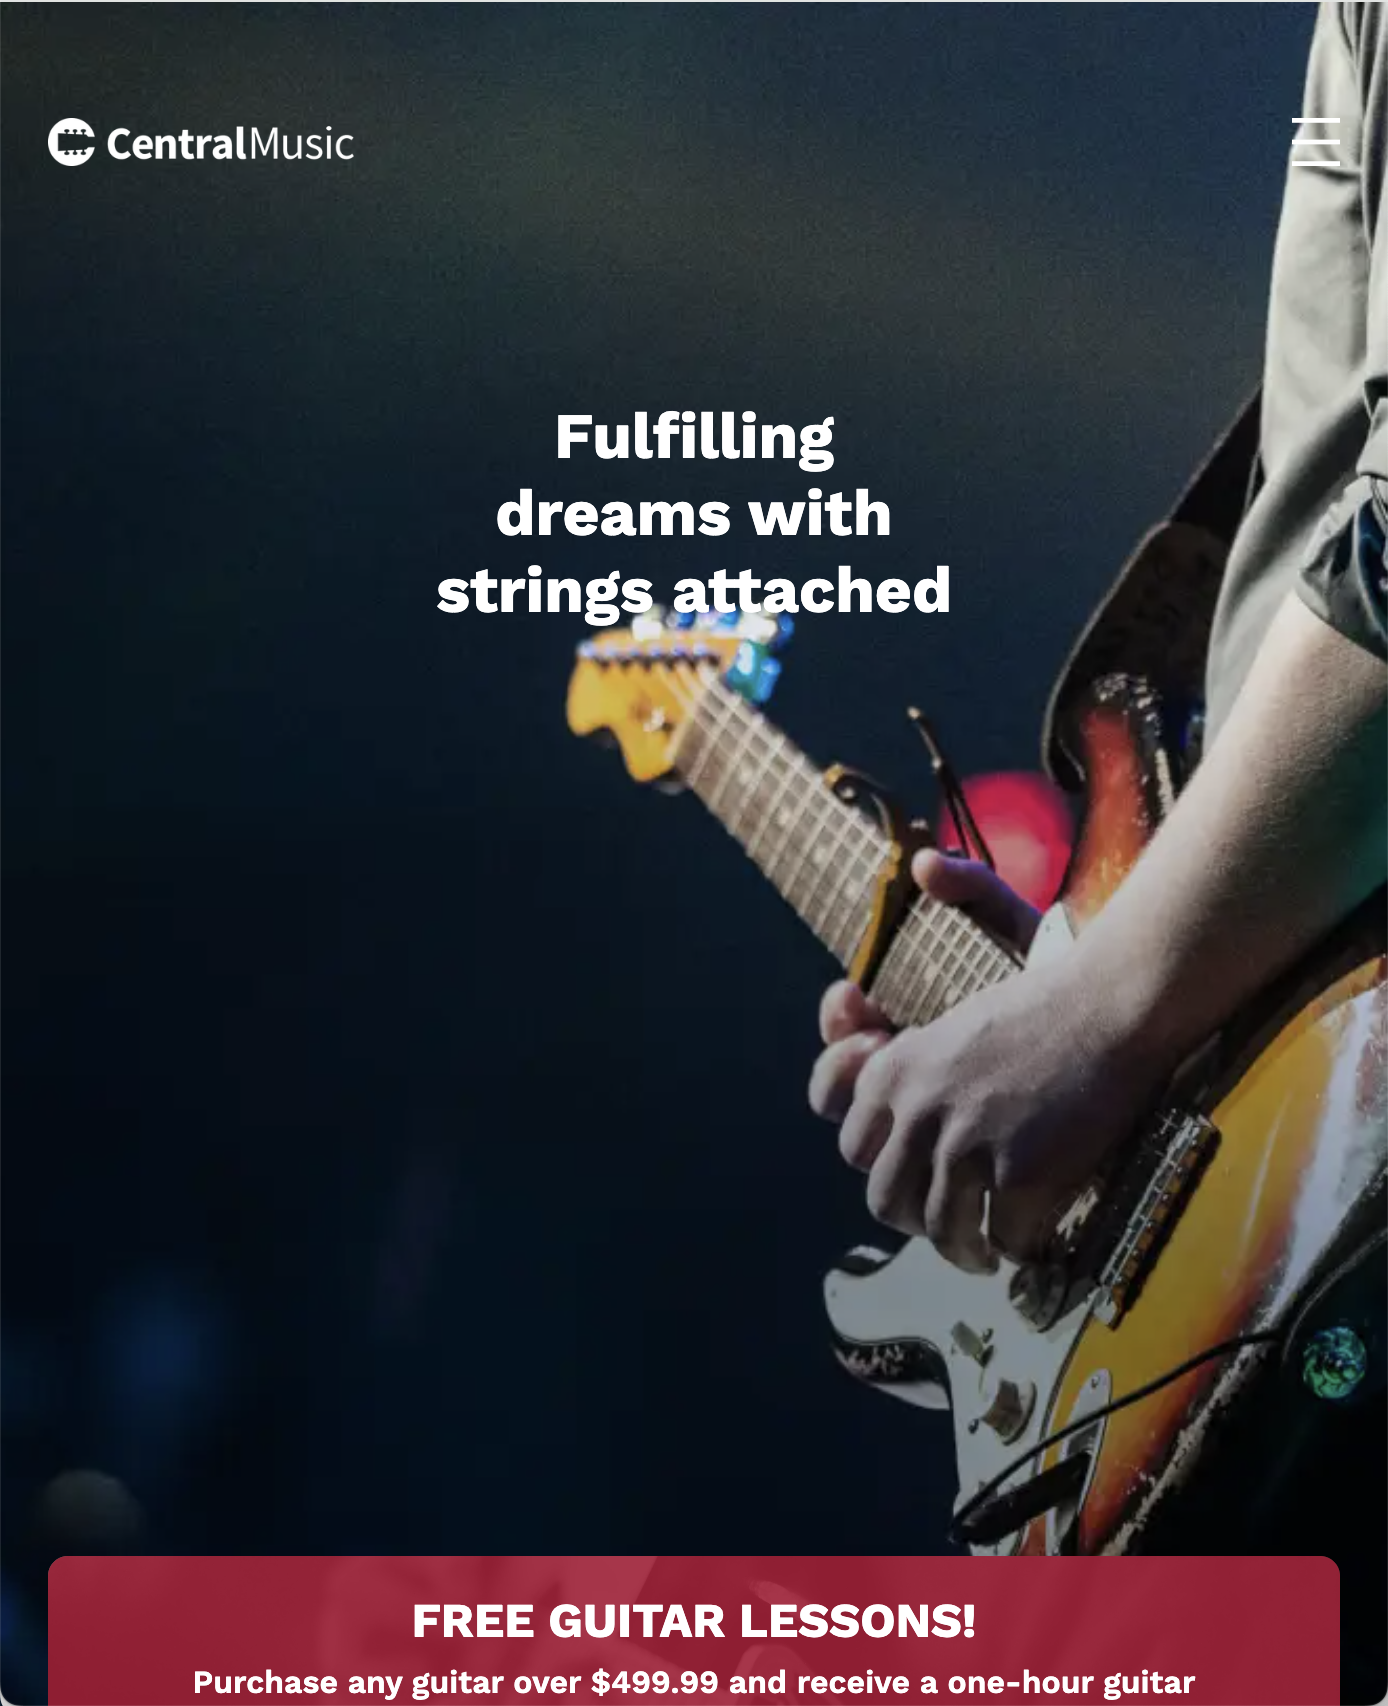 CentralMusic
Fulfilling
dreams with
strings attached
FREE GUITAR LESSONS!
Purchase any guitar over $499.99 and receive a one-hour guitar